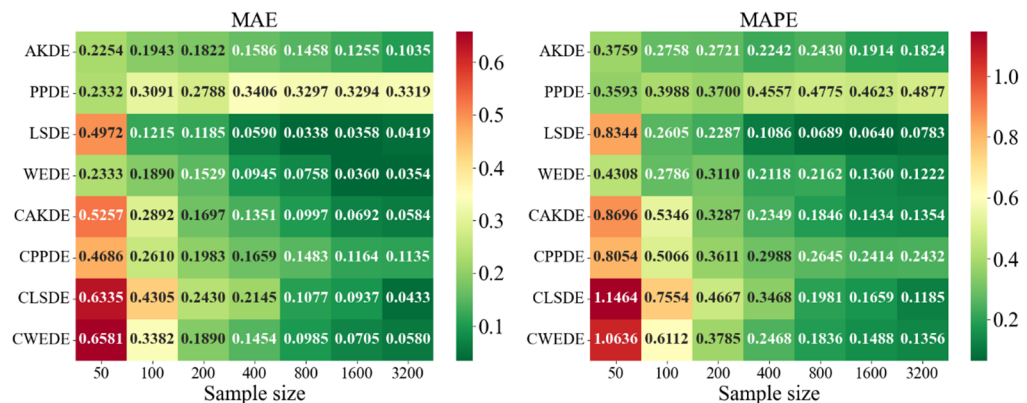 MAE
AKDE 0.2254 0.1943 0.1822 0.1586 0.1458 0.1255 0.1035
PPDE 0.2332 0.3091 0.2788 0.3406 0.3297 0.3294 0.3319
LSDE 0.4972 0.1215 0.1185 0.0590 0.0338 0.0358 0.0419
WEDE 0.2333 0.1890 0.1529 0.0945 0.0758 0.0360 0.0354
CAKDE 0.5257 0.2892 0.1697 0.1351 0.0997 0.0692 0.0584
CPPDE 0.4686 0.2610 0.1983 0.1659 0.1483 0.1164 0.1135
CLSDE 0.6335 0.4305 0.2430 0.2145 0.1077 0.0937 0.0433
CWEDE 0.6581 0.3382 0.1890 0.1454 0.0985 0.0705 0.0580
50 100 200 400 800 1600 3200
Sample size
0.6
0.5
0.4
0.3
0.2
0.1
MAPE
AKDE 0.3759 0.2758 0.2721 0.2242 0.2430 0.1914 0.1824
PPDE 0.3593 0.3988 0.3700 0.4557 0.4775 0.4623 0.4877
LSDE 0.8344 0.2605 0.2287 0.1086 0.0689 0.0640 0.0783
WEDE 0.4308 0.2786 0.3110 0.2118 0.2162 0.1360 0.1222
CAKDE 0.8696 0.5346 0.3287 0.2349 0.1846 0.1434 0.1354
CPPDE 0.8054 0.5066 0.3611 0.2988 0.2645 0.2414 0.2432
CLSDE 1.1464 0.7554 0.4667 0.3468 0.1981 0.1659 0.1185
CWEDE 1.0636 0.6112 0.3785 0.2468 0.1836 0.1488 0.1356
50 100 200 400 800 1600 3200
Sample size
1.0
0.8
0.6
0.4
0.2